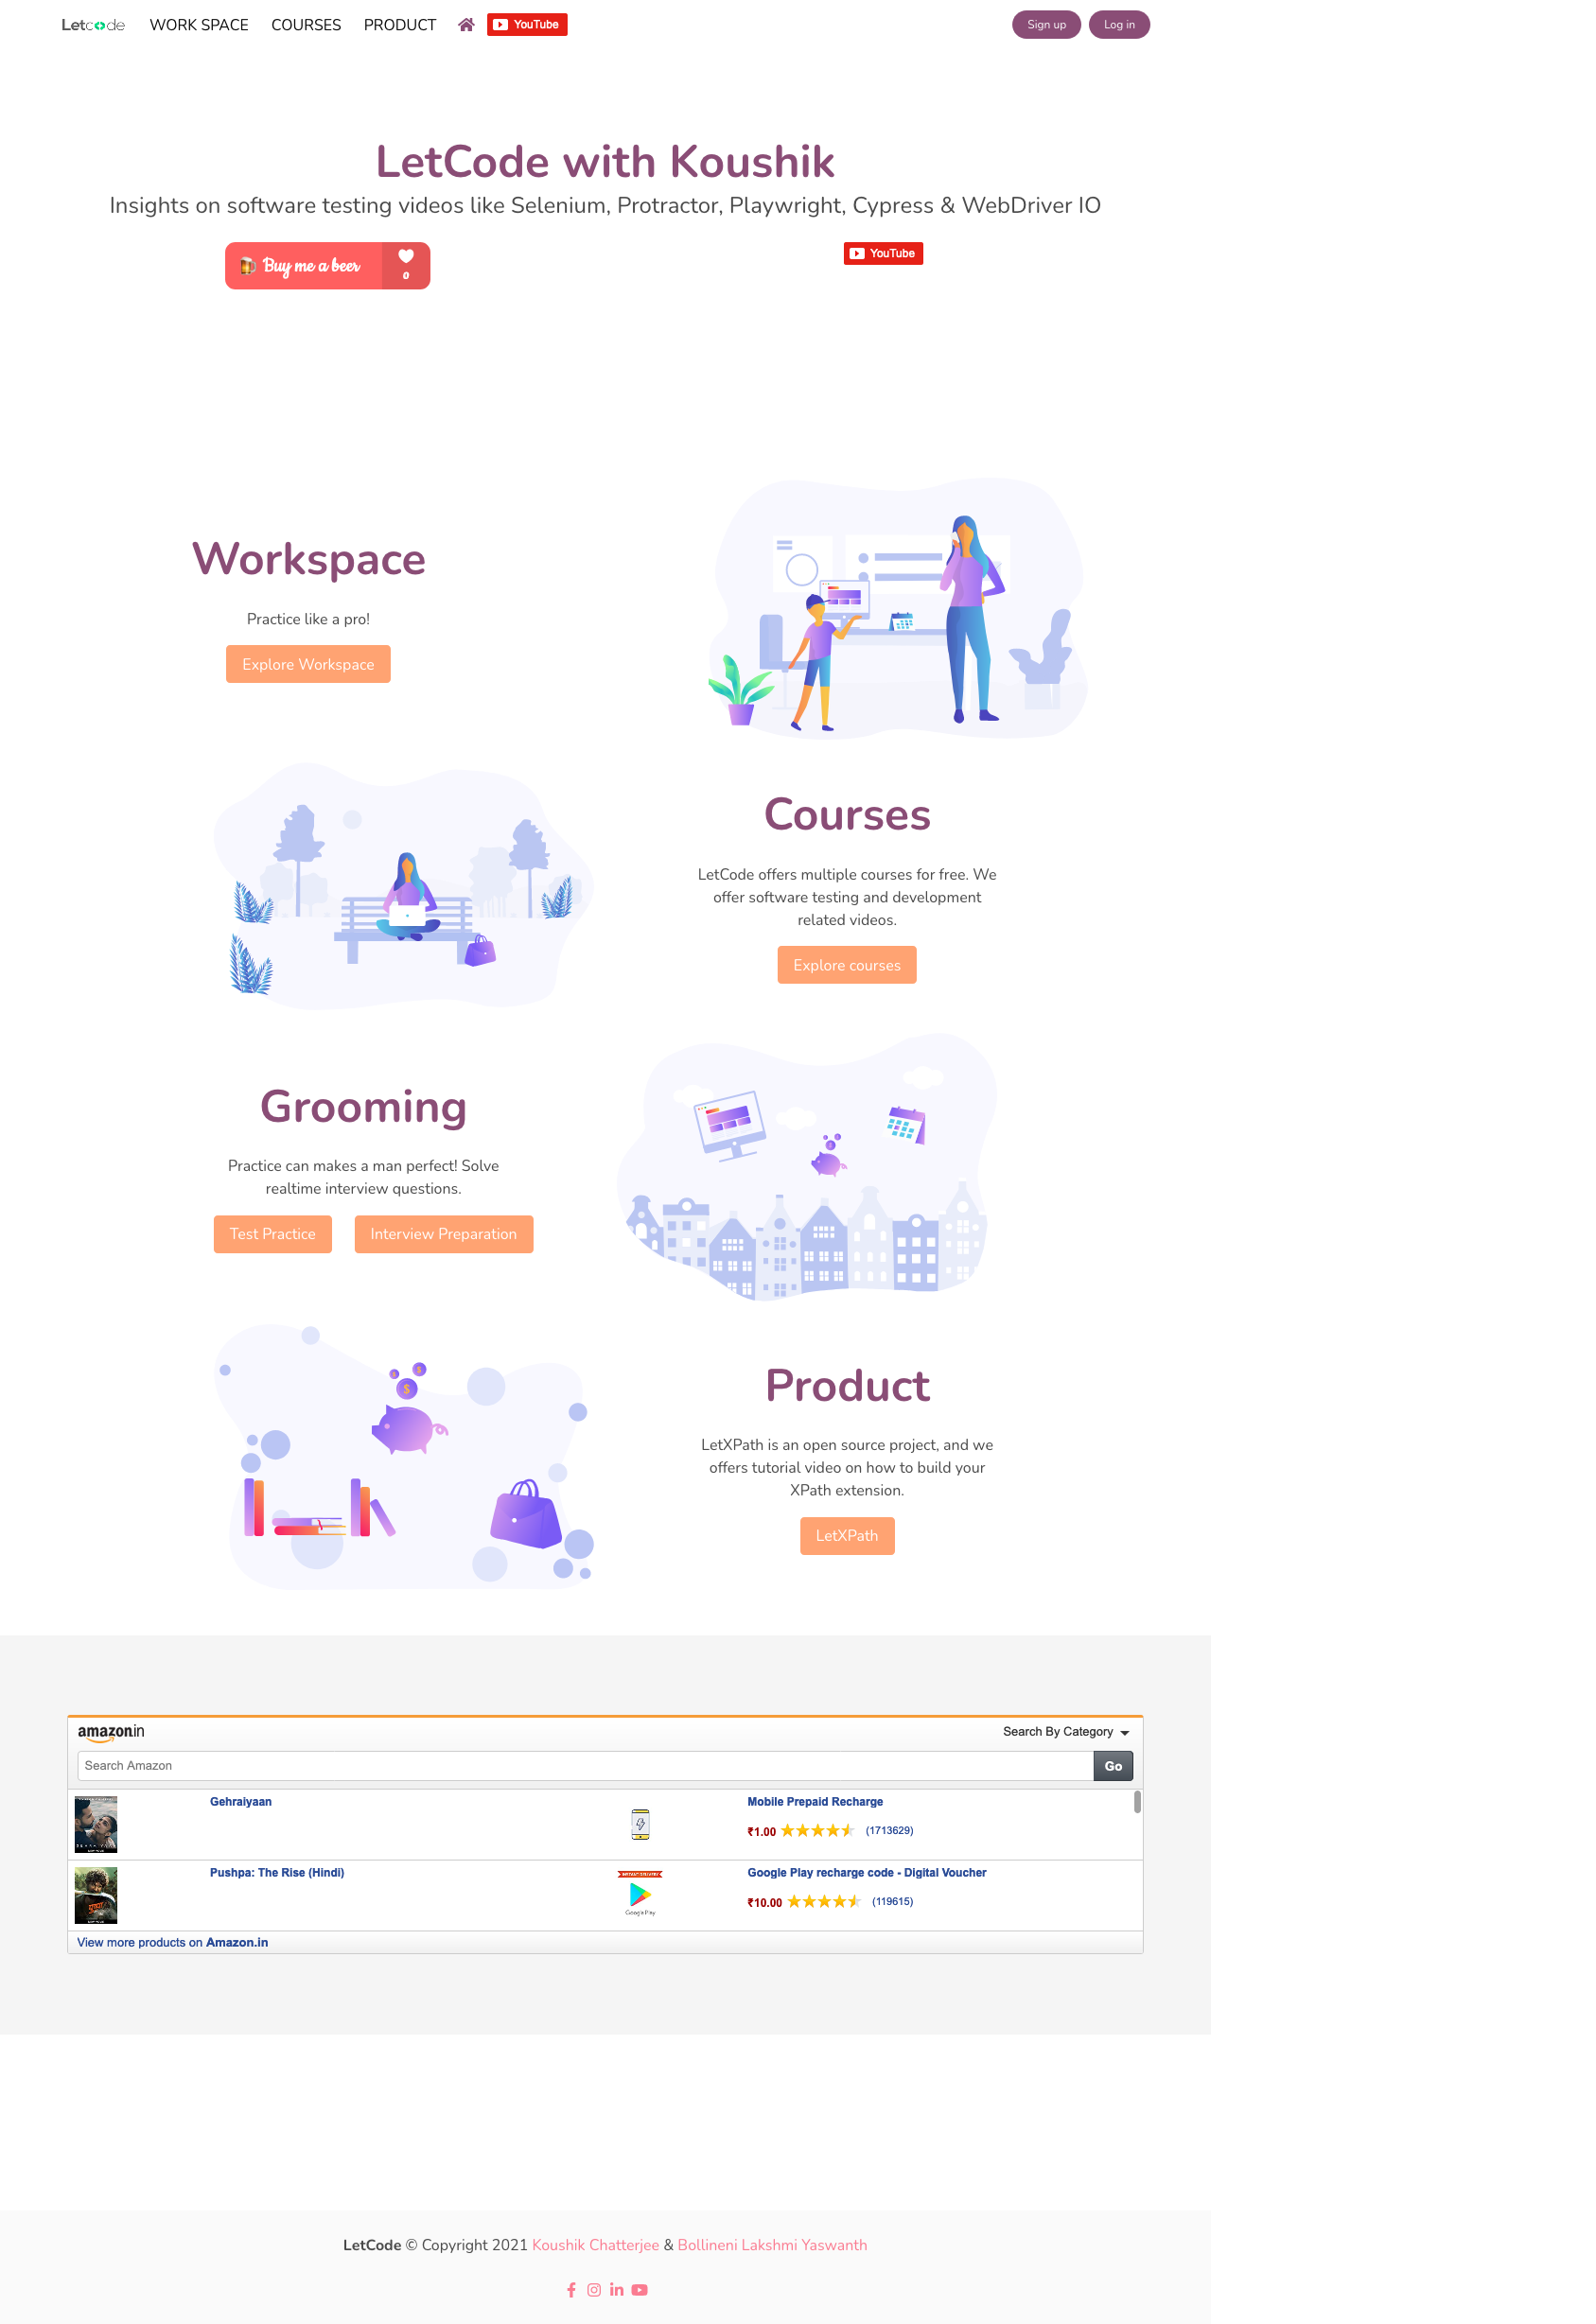 Letcode WORK SPACE COURSES PRODUCT YouTube Sign up Log in
LetCode with Koushik
Insights on software testing videos like Selenium, Protractor, Playwright, Cypress & WebDriver IO
Buy me a beer 0 YouTube
Workspace
Practice like a pro!
Explore Workspace
Courses
LetCode offers multiple courses for free. We
offer software testing and development
related videos.
Explore courses
Grooming
Practice can makes a man perfect! Solve
realtime interview questions.
Test Practice Interview Preparation
Product
LetXPath is an open source project, and we
offers tutorial video on how to build your
XPath extension.
LetXPath
amazon.in Search By Category
Search Amazon Go
Gehraiyaan Mobile Prepaid Recharge
₹1.00 (1713629)
Pushpa: The Rise (Hindi) Google Play recharge code - Digital Voucher
Google Play ₹10.00 (119615)
View more products on Amazon.in
LetCode © Copyright 2021 Koushik Chatterjee & Bollineni Lakshmi Yaswanth